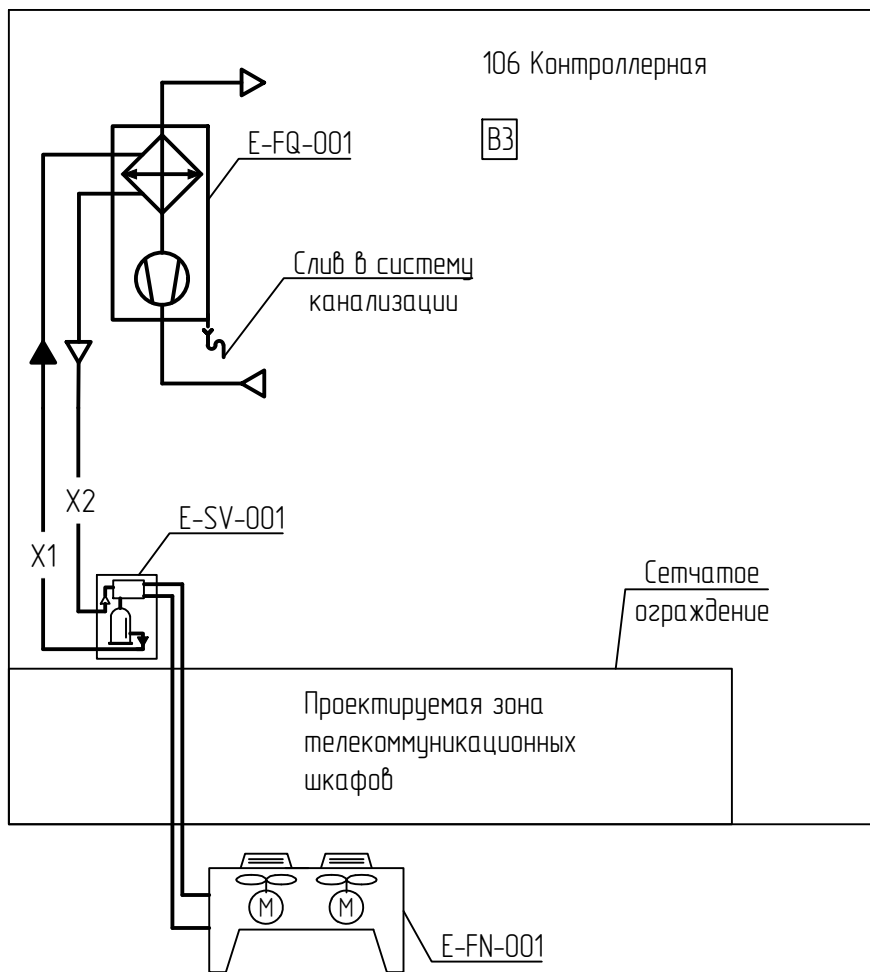 106 Контроллерная
В3
E-FQ-001
Слив в систему
канализации
X2
E-SV-001
X1
Сетчатое
ограждение
Проектируемая зона
телекоммуникационных
шкафов
M
M
E-FN-001